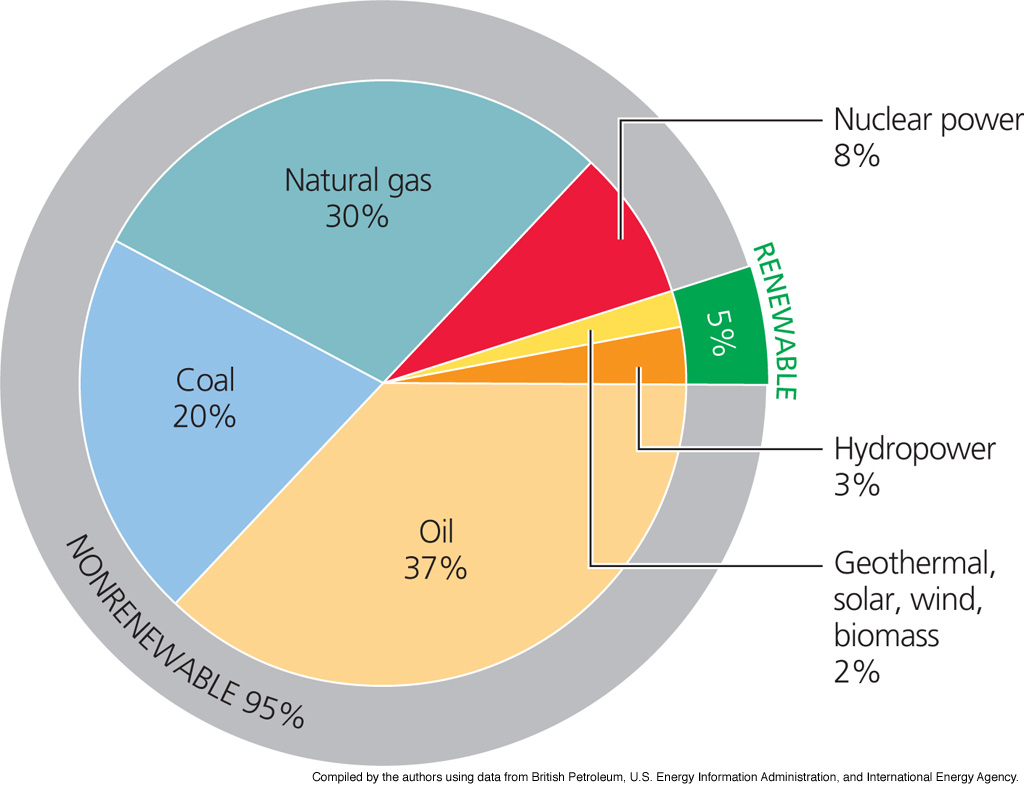 Nuclear power
8%
Natural gas
30%
RENEWABLE
5%
Coal
20%
Hydropower
3%
Oil
37%
Geothermal,
solar, wind,
biomass
2%
NONRENEWABLE 95%
Compiled by the authors using data from British Petroleum, U.S. Energy Information Administration, and International Energy Agency.